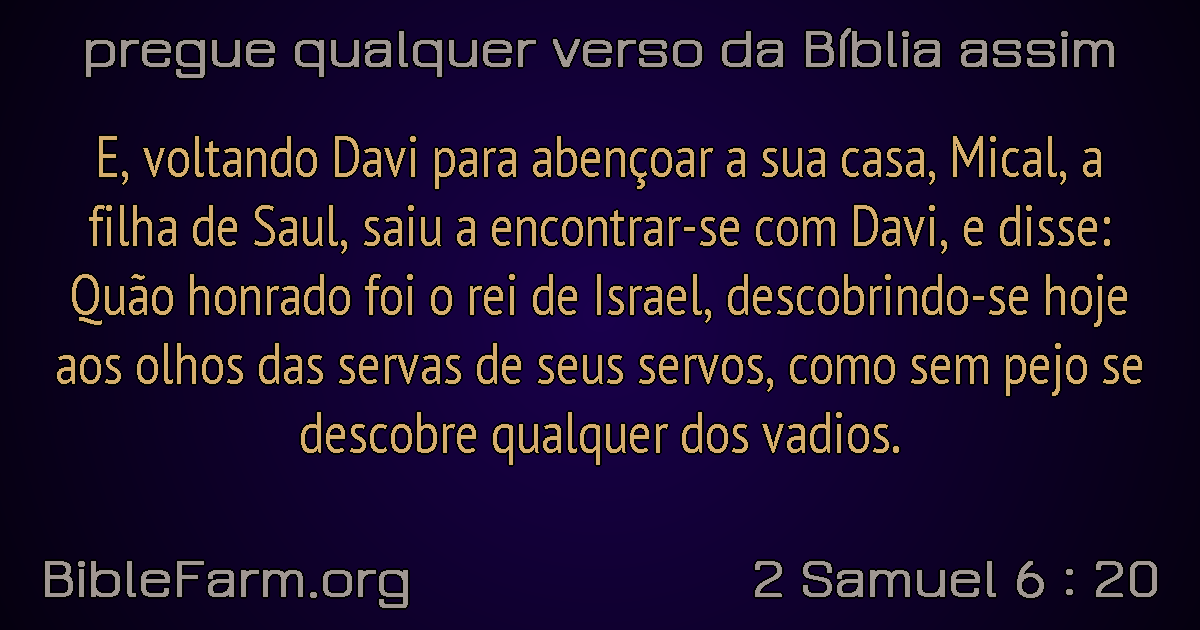 pregue qualquer verso da Bíblia assim
E, voltando Davi para abençoar a sua casa, Mical, a
filha de Saul, saiu a encontrar-se com Davi, e disse:
Quão honrado foi o rei de Israel, descobrindo-se hoje
aos olhos das servas de seus servos, como sem pejo se
descobre qualquer dos vadios.
BibleFarm.org
2 Samuel 6 : 20